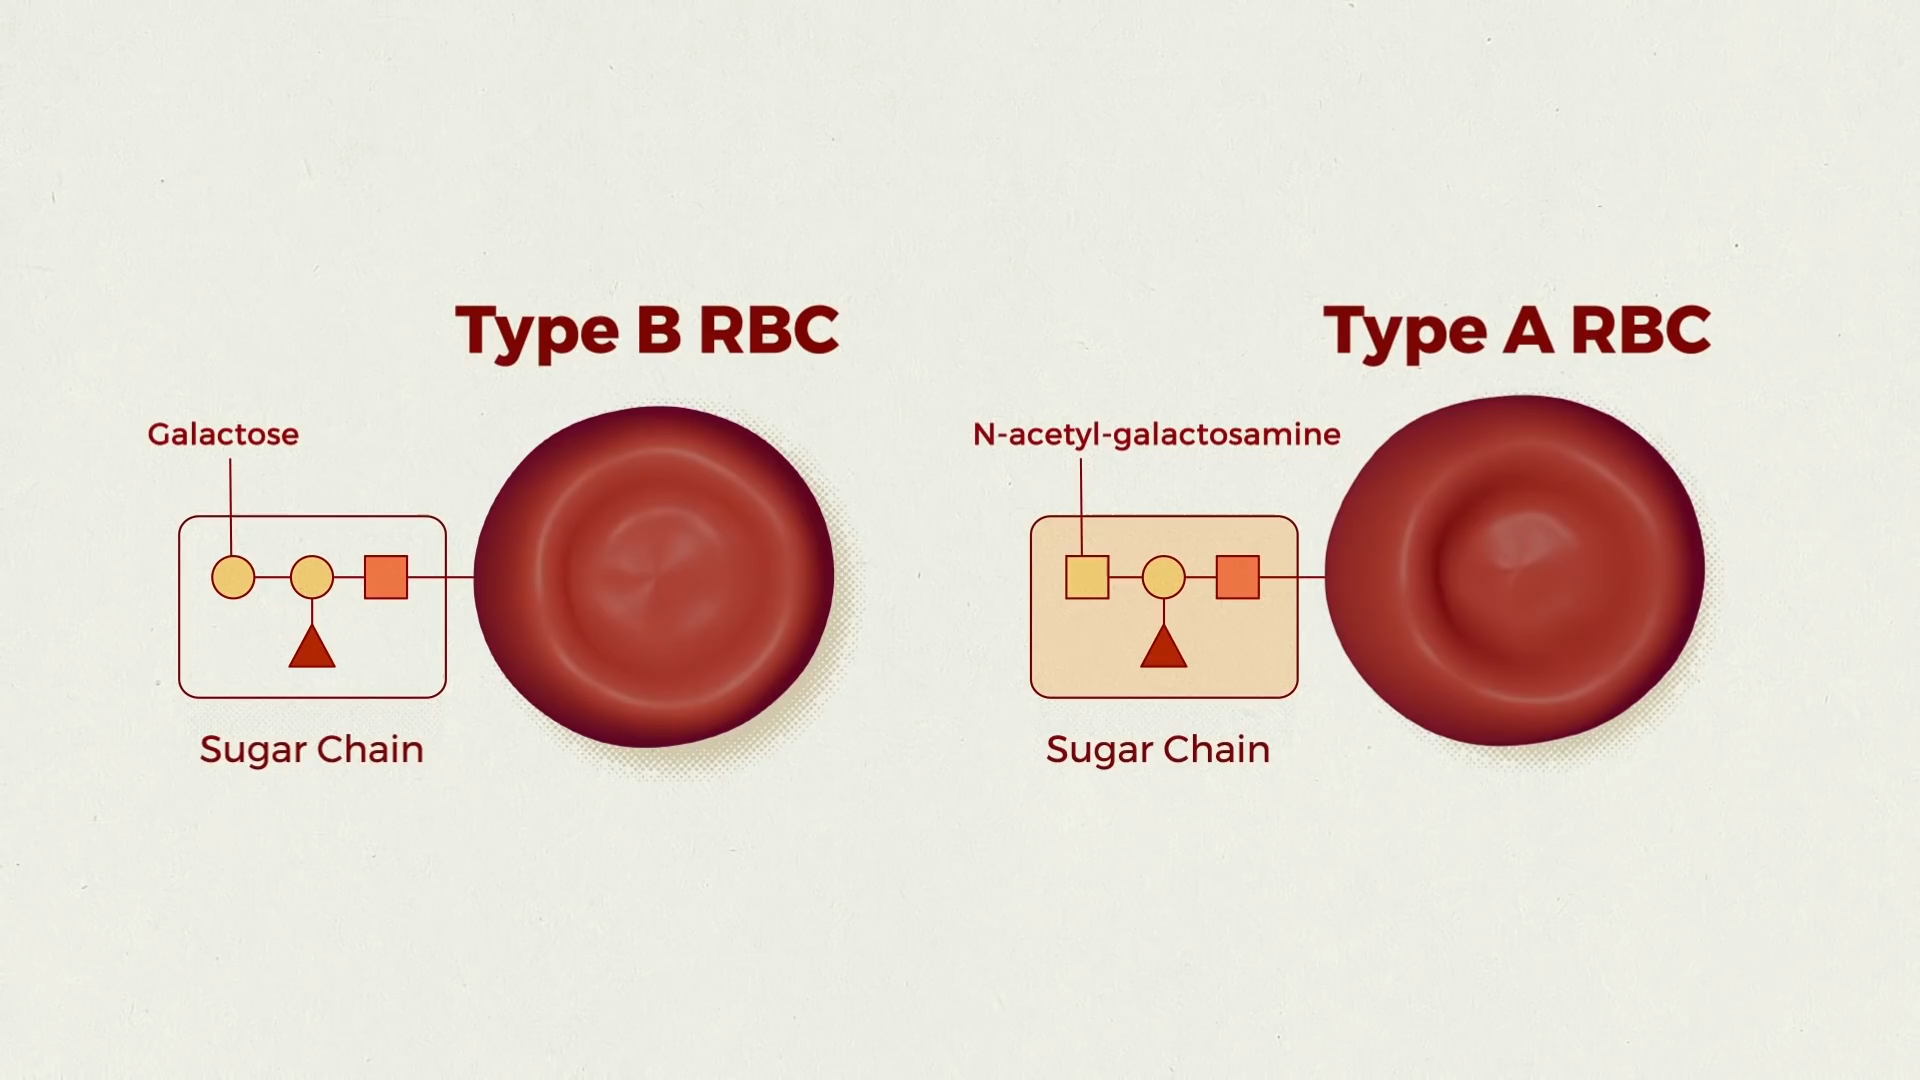 Type B RBC
Galactose
Sugar Chain
Type A RBC
N-acetyl-galactosamine
Sugar Chain